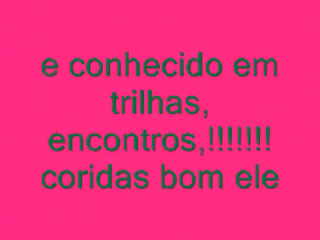 e conhecido em
trilhas,
encontros,!!!!!!!
coridas bom ele